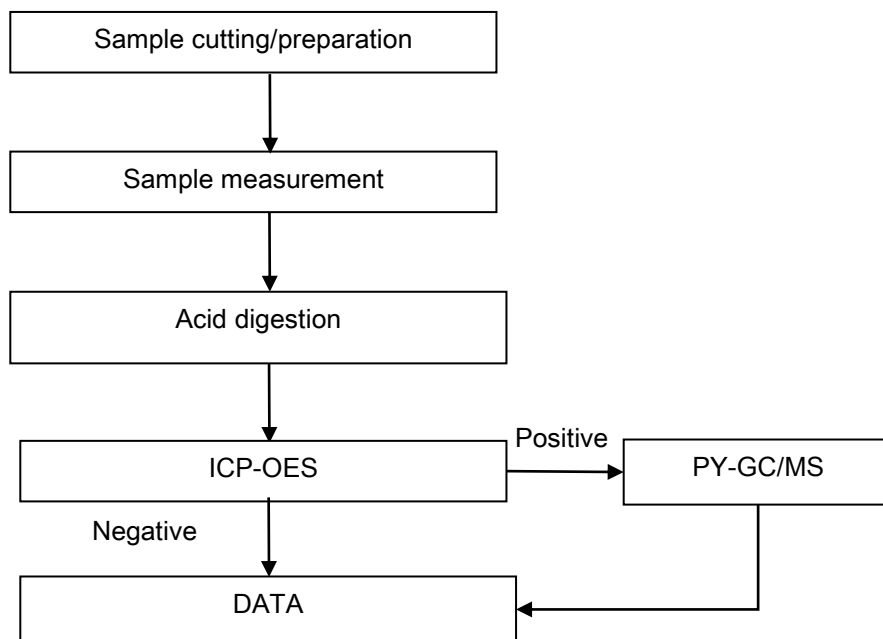 Sample cutting/preparation
Sample measurement
Acid digestion
ICP-OES
Positive
PY-GC/MS
Negative
DATA